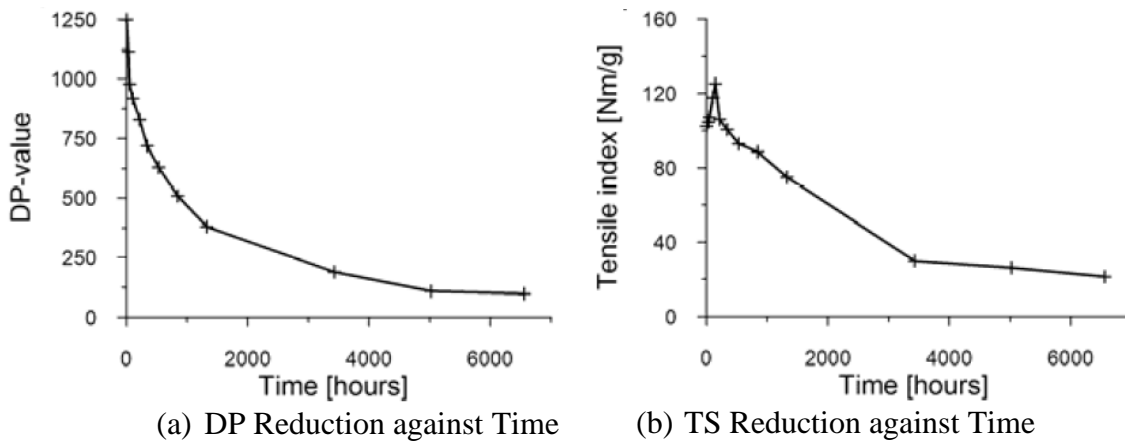 1250
1000
750
500
250
0
DP-value
0 2000 4000 6000
Time [hours]
(a) DP Reduction against Time
160
120
80
40
0
Tensile index [Nm/g]
0 2000 4000 6000
Time [hours]
(b) TS Reduction against Time